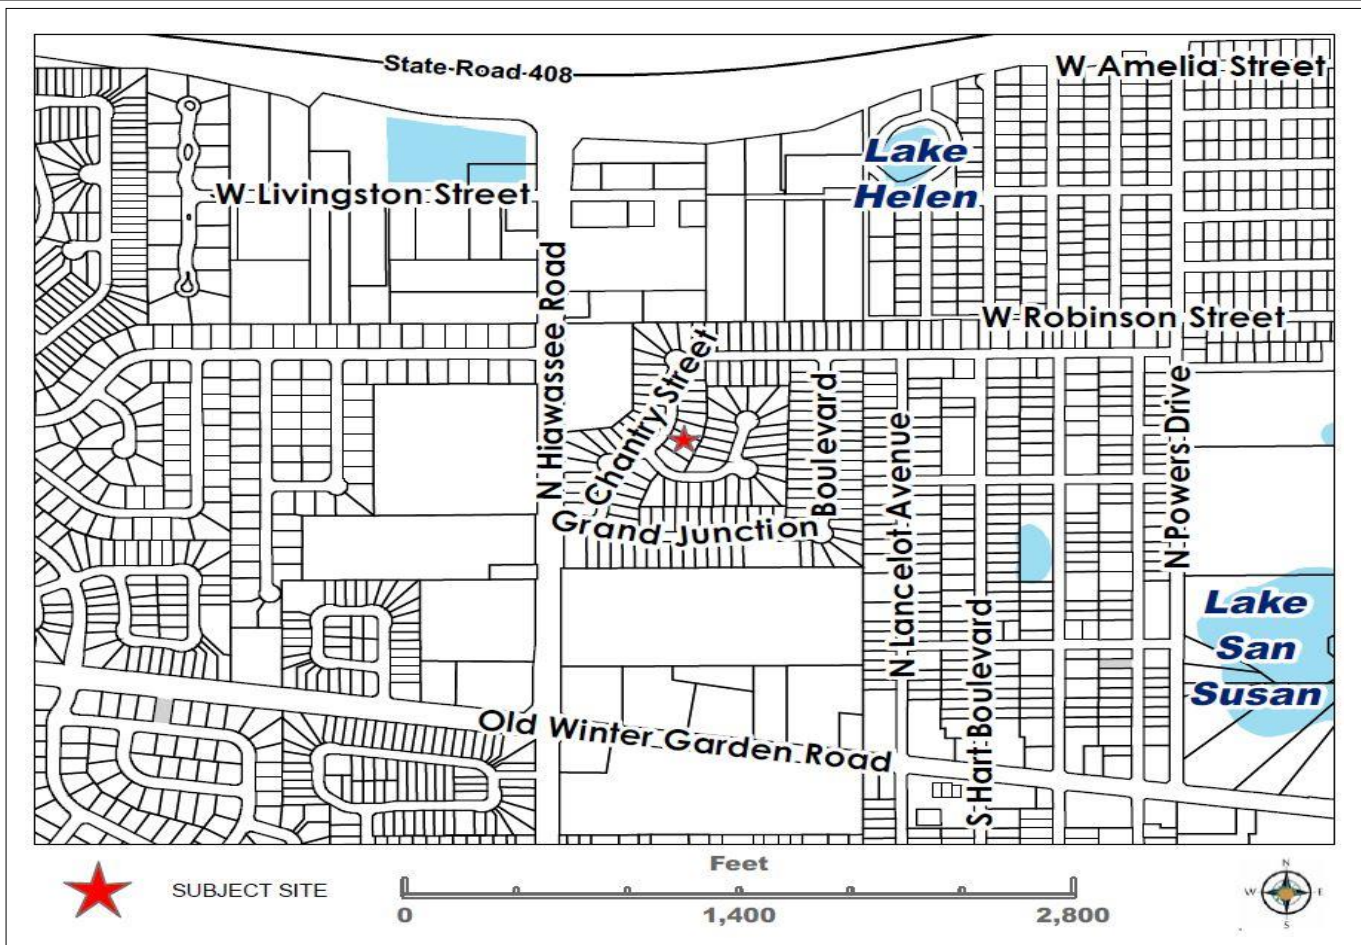 State Road 408
W Amelia Street
Lake
Helen
W Livingston Street
N Hiawassee Road
W Robinson Street
Chantry Street
Boulevard
N Lancelot Avenue
N Powers Drive
Grand Junction
Lake
San
Susan
S Hart Boulevard
Old Winter Garden Road
SUBJECT SITE
Feet
0
1,400
2,800
N
W
E
S